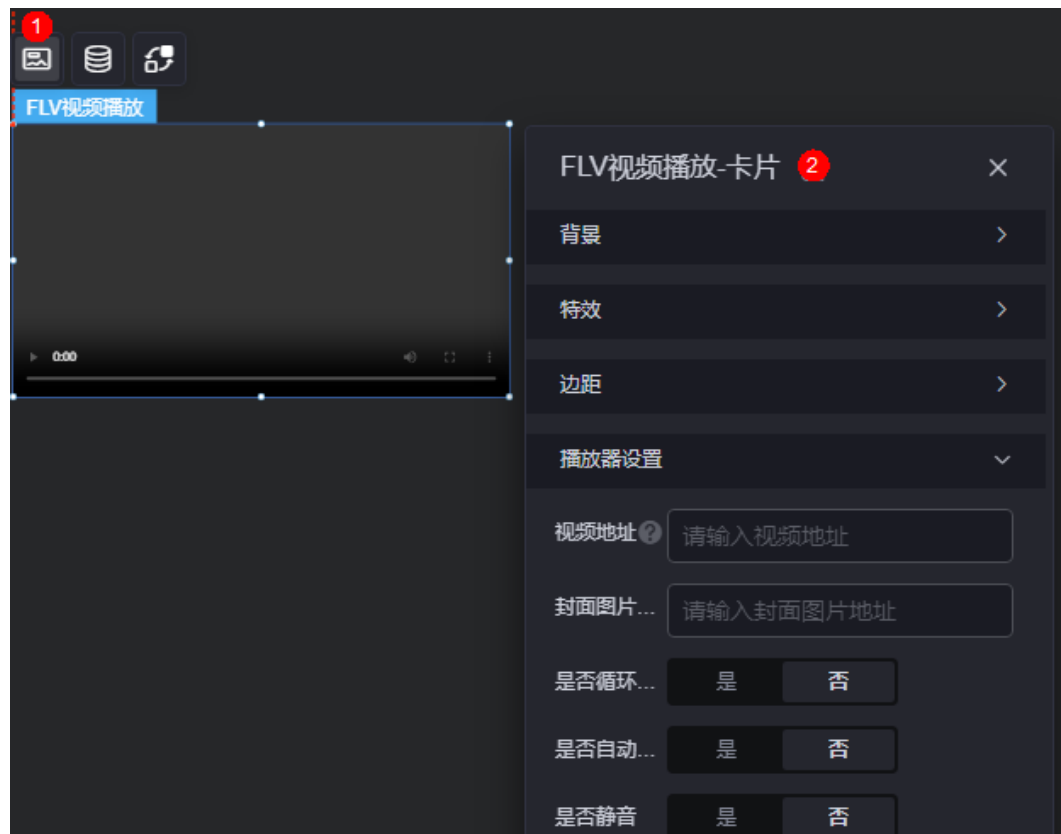 1
FLV视频播放
0:00
FLV视频播放-卡片 2
背景
特效
边距
播放器设置
视频地址 ? 请输入视频地址
封面图片... 请输入封面图片地址
是否循环... 是 否
是否自动... 是 否
是否静音 是 否